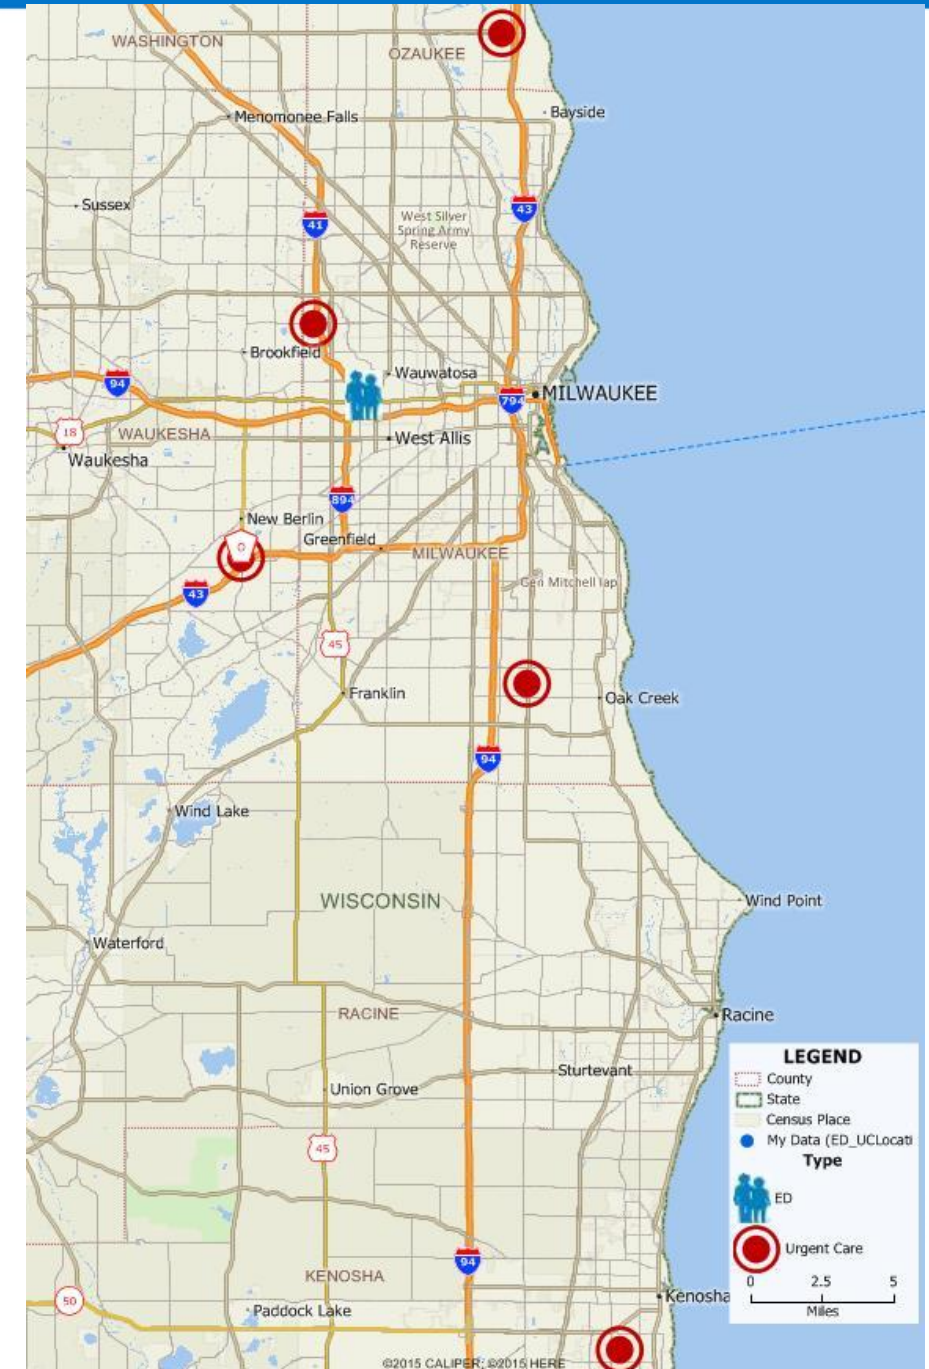 WASHINGTON
OZAUKEE
Menomonee Falls
Bayside
Sussex
41
43
West Silver
Spring Army
Reserve
Brookfield
Wauwatosa
94
794
MILWAUKEE
18
WAUKESHA
West Allis
Waukesha
894
New Berlin
Greenfield
0
MILWAUKEE
Gen Mitchell Iap
43
45
Franklin
Oak Creek
94
Wind Lake
WISCONSIN
Wind Point
Waterford
RACINE
Racine
Sturtevant
Union Grove
45
94
KENOSHA
Kenosha
50
Paddock Lake
©2015 CALIPER; ©2015 HERE
LEGEND
County
State
Census Place
My Data (ED_UCLocati
Type
ED
Urgent Care
0 2.5 5
Miles